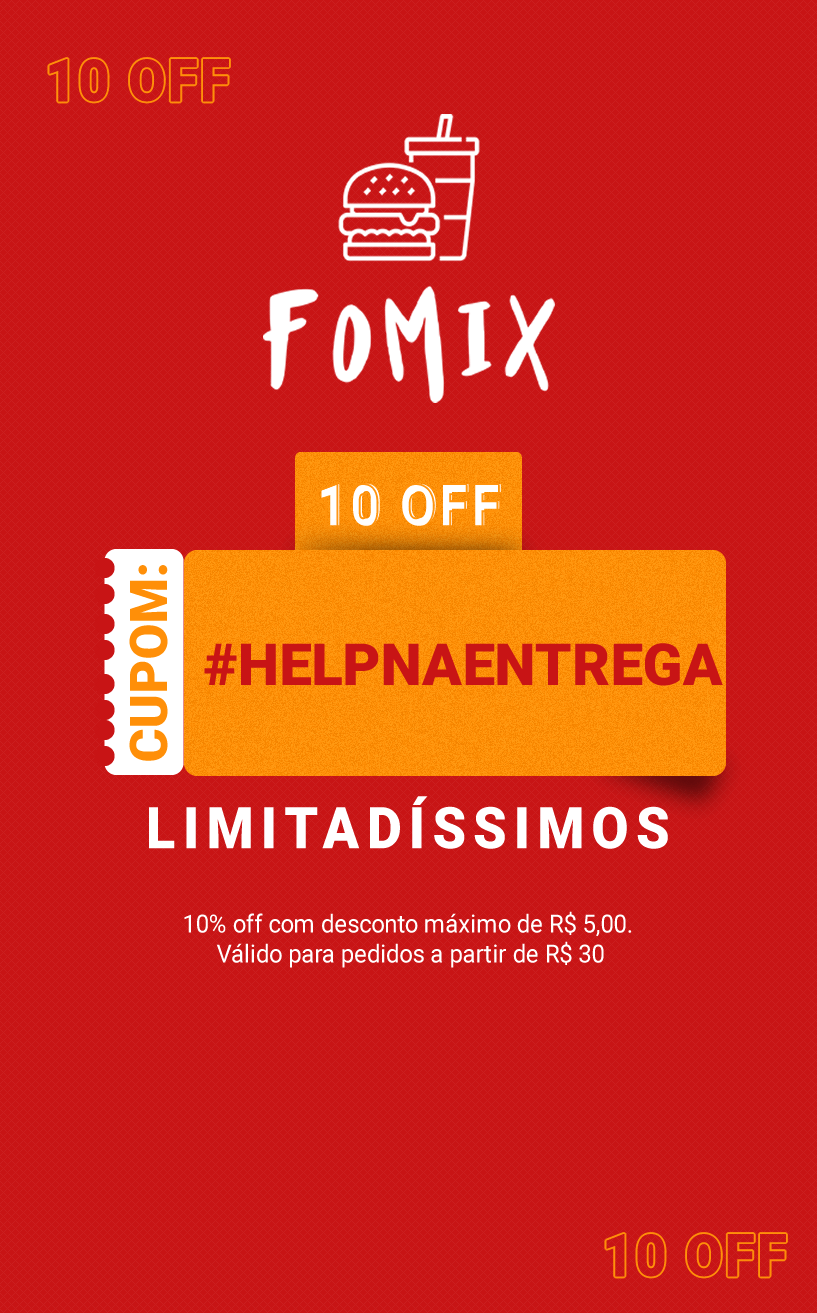 10 OFF
FOMIX
10 OFF
CUPOM:
#HELPNAENTREGA
LIMITADÍSSIMOS
10% off com desconto máximo de R$ 5,00.
Válido para pedidos a partir de R$ 30
10 OFF